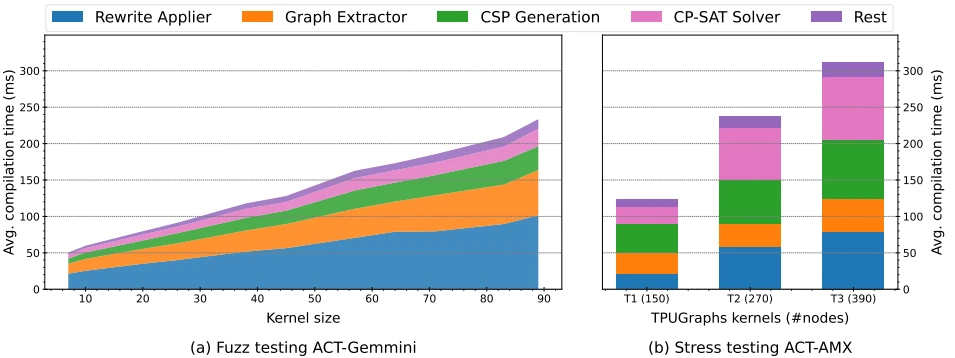 Rewrite Applier Graph Extractor CSP Generation CP-SAT Solver Rest
Avg. compilation time (ms)
300
250
200
150
100
50
0
10 20 30 40 50 60 70 80 90
Kernel size
(a) Fuzz testing ACT-Gemmini
300
250
200
150
100
50
0
Avg. compilation time (ms)
T1 (150) T2 (270) T3 (390)
TPUGraphs kernels (#nodes)
(b) Stress testing ACT-AMX